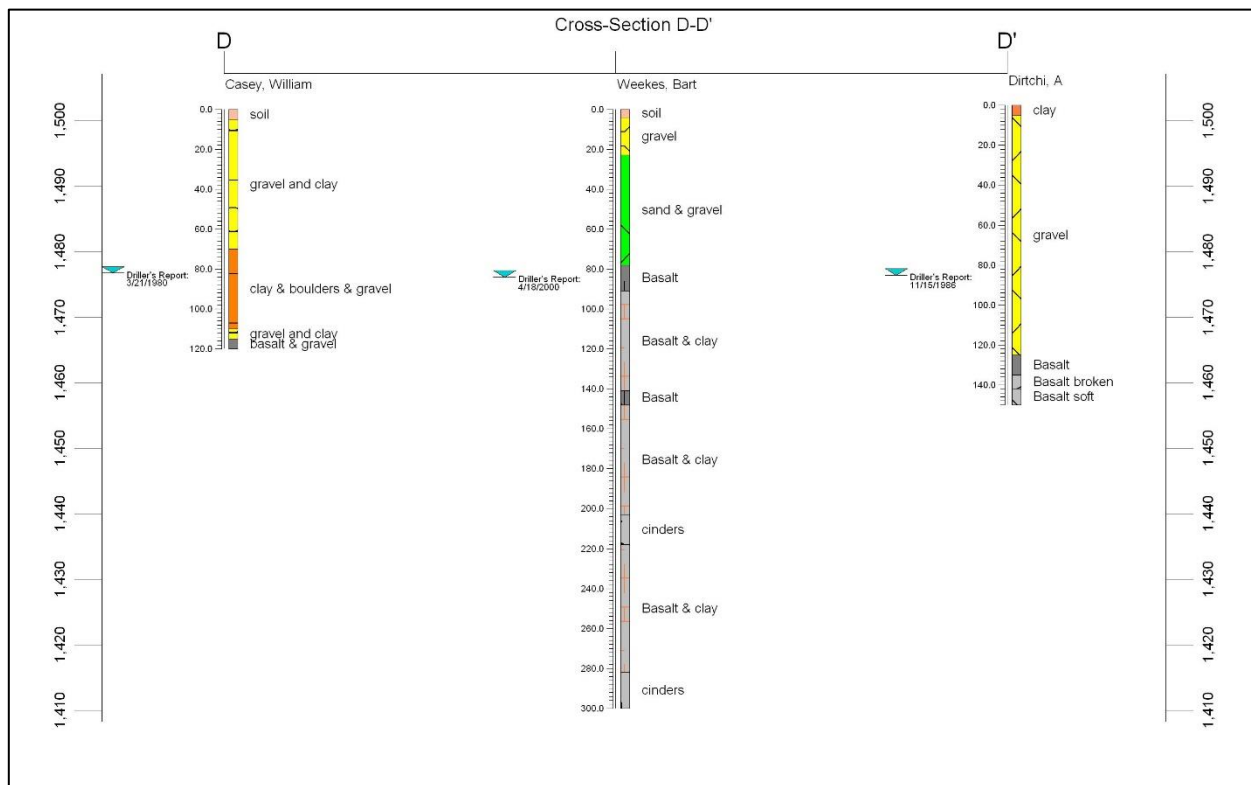 Cross-Section D-D'
D
D'
Casey, William
Weekes, Bart
Dirtchi, A
1,500
1,490
1,480
1,470
1,460
1,450
1,440
1,430
1,420
1,410
Driller's Report:
3/21/1980
0.0
20.0
40.0
60.0
80.0
100.0
120.0
soil
gravel and clay
clay & boulders & gravel
gravel and clay
basalt & gravel
Driller's Report:
4/18/2000
0.0
20.0
40.0
60.0
80.0
100.0
120.0
140.0
160.0
180.0
200.0
220.0
240.0
260.0
280.0
300.0
soil
gravel
sand & gravel
Basalt
Basalt & clay
Basalt
Basalt & clay
cinders
Basalt & clay
cinders
Driller's Report:
11/15/1986
0.0
20.0
40.0
60.0
80.0
100.0
120.0
140.0
clay
gravel
Basalt
Basalt broken
Basalt soft
1,500
1,490
1,480
1,470
1,460
1,450
1,440
1,430
1,420
1,410